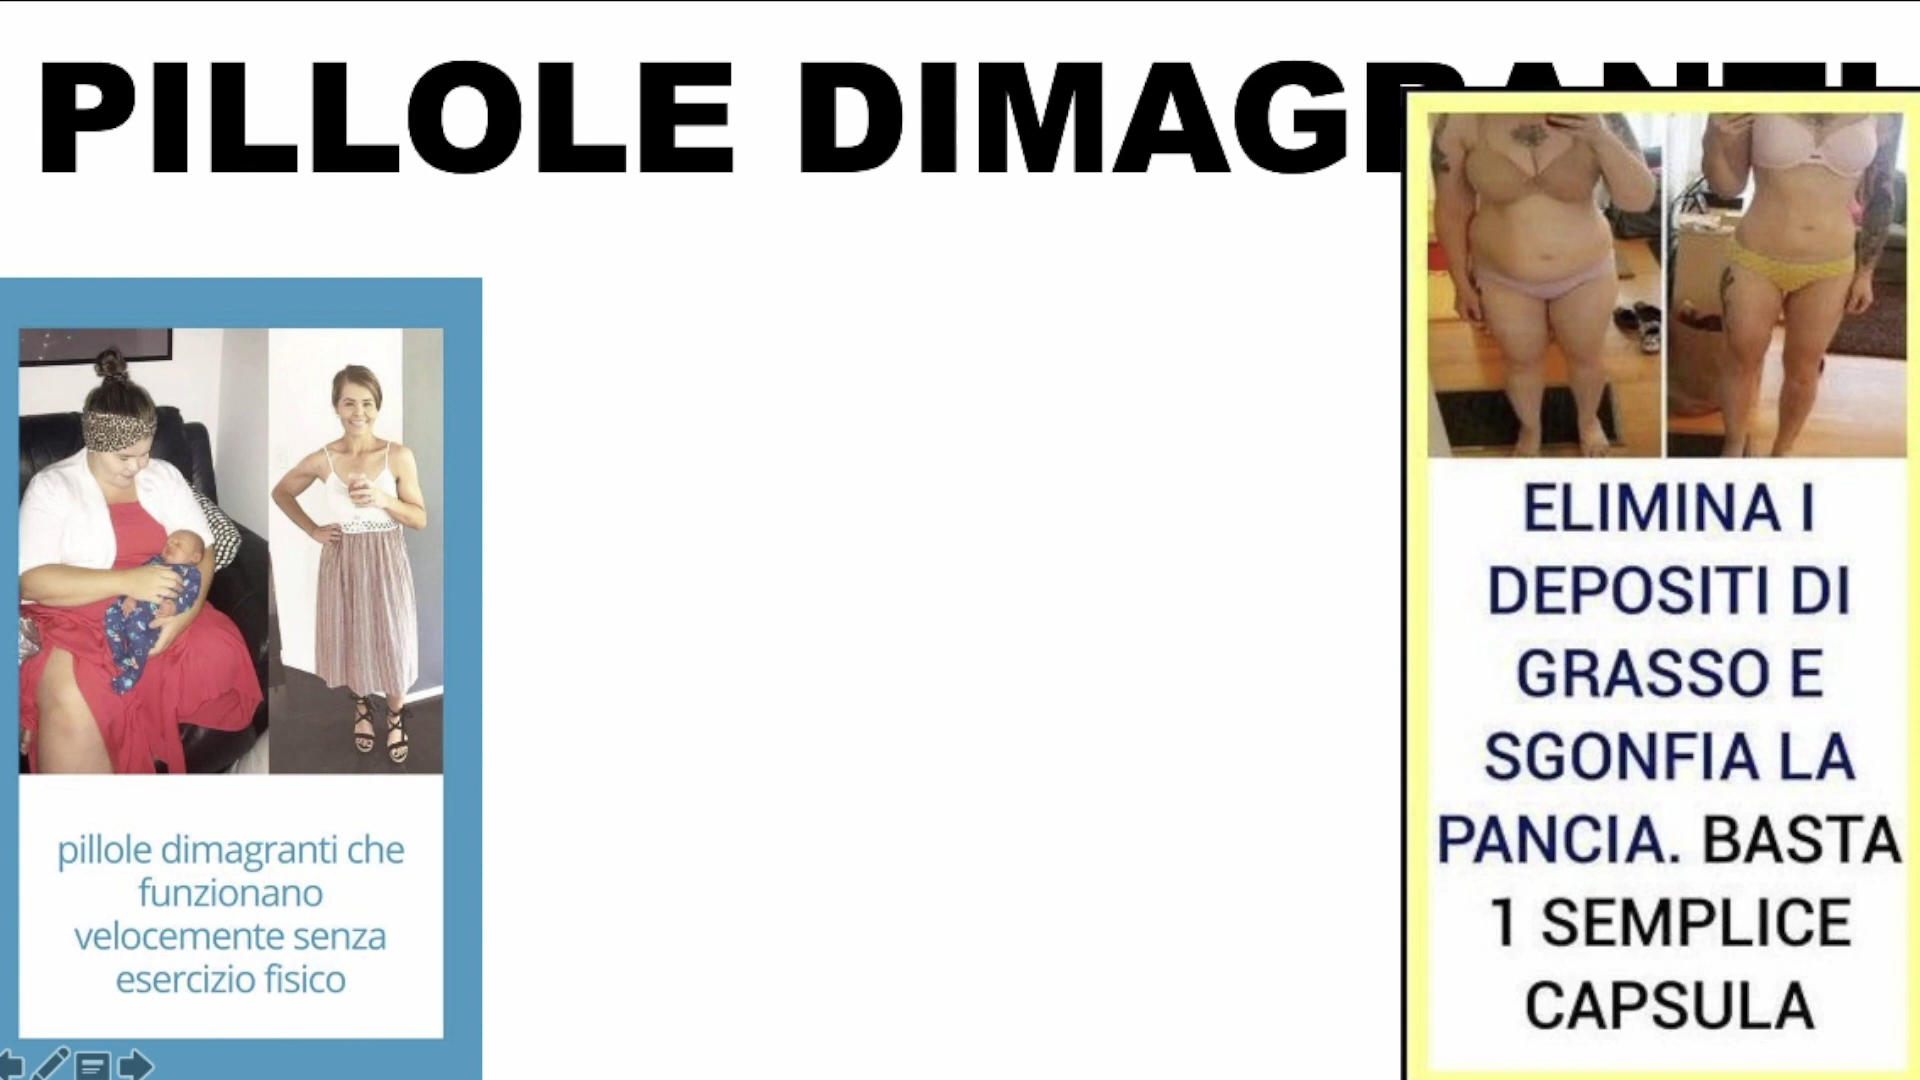 PILLOLE DIMAGRANTI
pillole dimagranti che
funzionano
velocemente senza
esercizio fisico
ELIMINA I
DEPOSITI DI
GRASSO E
SGONFIA LA
PANCIA. BASTA
1 SEMPLICE
CAPSULA